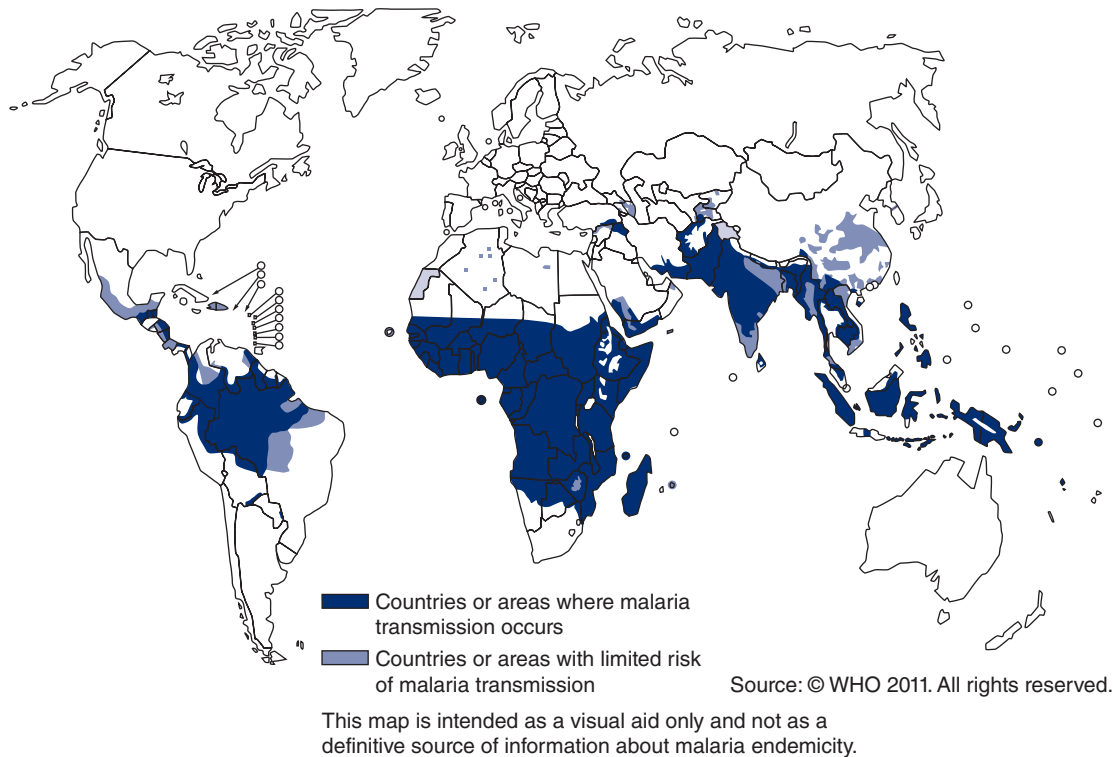 Countries or areas where malaria
transmission occurs
Countries or areas with limited risk
of malaria transmission
Source: © WHO 2011. All rights reserved.
This map is intended as a visual aid only and not as a
definitive source of information about malaria endemicity.